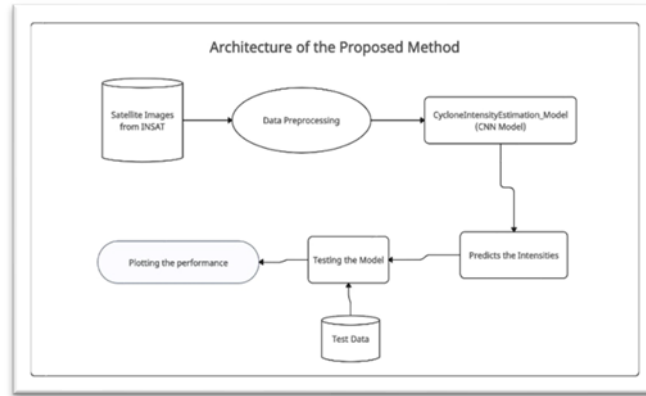 Architecture of the Proposed Method
Satellite Images
from INSAT
Data Preprocessing
CycloneIntensityEstimation_Model
(CNN Model)
Plotting the performance
Testing the Model
Predicts the Intensities
Test Data